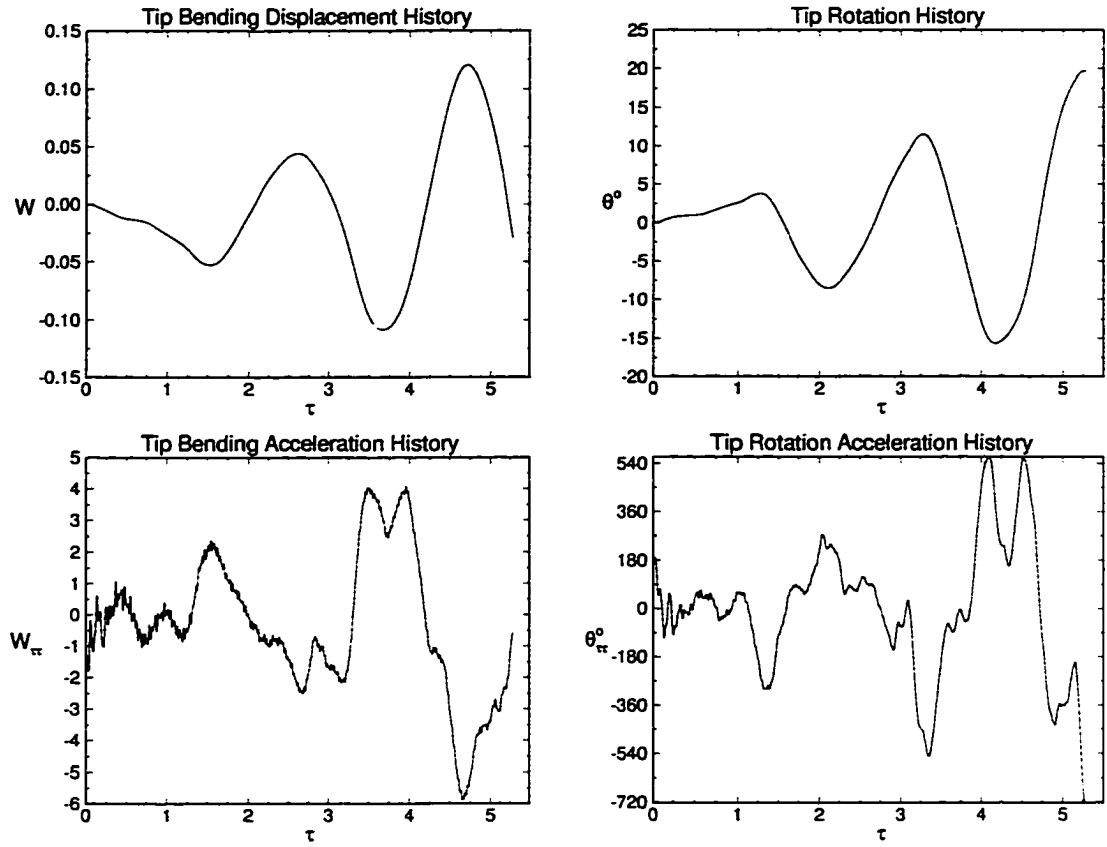 Tip Bending Displacement History
0.15
0.10
0.05
W 0.00
-0.05
-0.10
-0.15
0 1 2 3 4 5
τ
Tip Rotation History
25
20
15
10
5
θ° 0
-5
-10
-15
-20
0 1 2 3 4 5
τ
Tip Bending Acceleration History
5
4
3
2
1
0
W_ττ -1
-2
-3
-4
-5
-6
0 1 2 3 4 5
τ
Tip Rotation Acceleration History
540
360
180
0
θ°_ττ -180
-360
-540
-720
0 1 2 3 4 5
τ